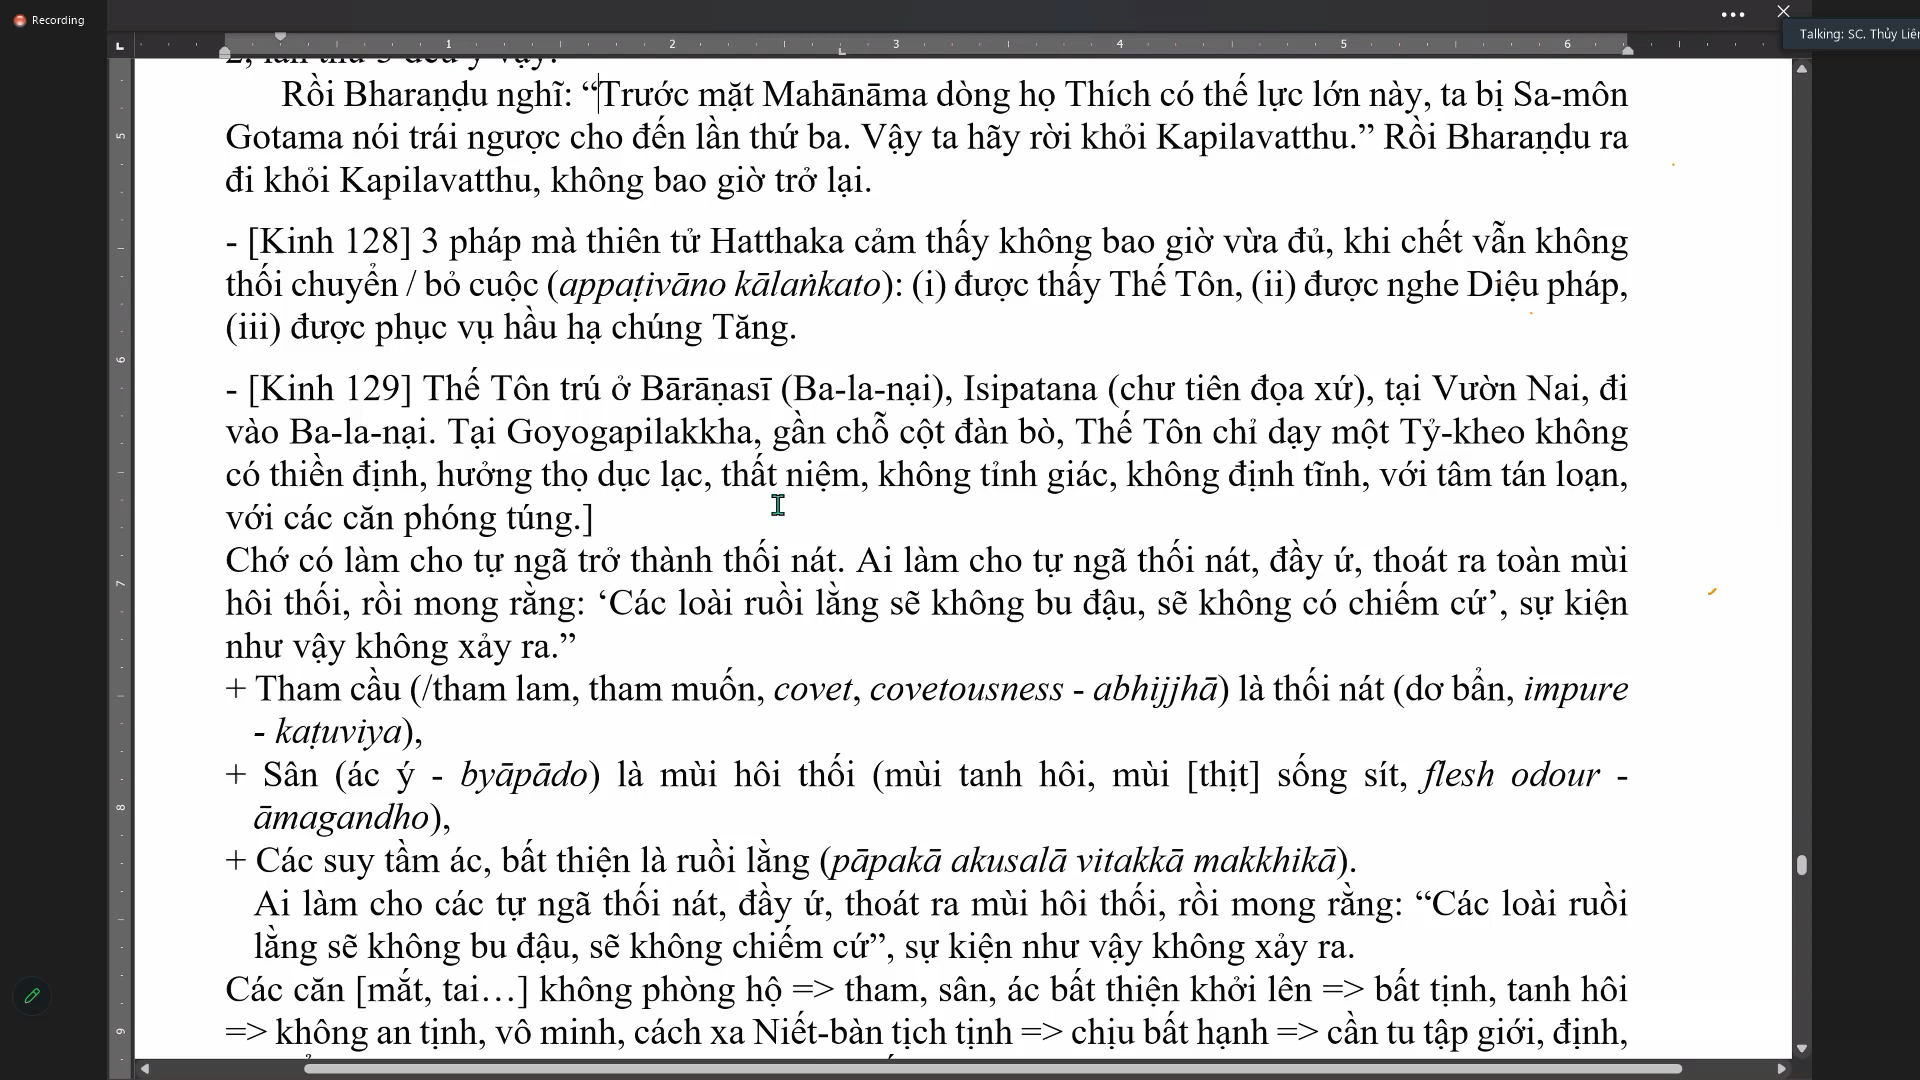 Recording
Talking: SC. Thủy Liê
1 2 3 4 5 6
Rồi Bharaṇḍu nghĩ: “Trước mặt Mahānāma dòng họ Thích có thế lực lớn này, ta bị Sa-môn
Gotama nói trái ngược cho đến lần thứ ba. Vậy ta hãy rời khỏi Kapilavatthu.” Rồi Bharaṇḍu ra
đi khỏi Kapilavatthu, không bao giờ trở lại.
- [Kinh 128] 3 pháp mà thiên tử Hatthaka cảm thấy không bao giờ vừa đủ, khi chết vẫn không
thối chuyển / bỏ cuộc (appaṭivāno kālaṅkato): (i) được thấy Thế Tôn, (ii) được nghe Diệu pháp,
(iii) được phục vụ hầu hạ chúng Tăng.
- [Kinh 129] Thế Tôn trú ở Bārāṇasī (Ba-la-nại), Isipatana (chư tiên đọa xứ), tại Vườn Nai, đi
vào Ba-la-nại. Tại Goyogapilakkha, gần chỗ cột đàn bò, Thế Tôn chỉ dạy một Tỷ-kheo không
có thiền định, hưởng thọ dục lạc, thất niệm, không tỉnh giác, không định tĩnh, với tâm tán loạn,
với các căn phóng túng.]
Chớ có làm cho tự ngã trở thành thối nát. Ai làm cho tự ngã thối nát, đầy ứ, thoát ra toàn mùi
hôi thối, rồi mong rằng: ‘Các loài ruồi lằng sẽ không bu đậu, sẽ không có chiếm cứ’, sự kiện
như vậy không xảy ra.”
+ Tham cầu (/tham lam, tham muốn, covet, covetousness - abhijjhā) là thối nát (dơ bẩn, impure
- kaṭuviya),
+ Sân (ác ý - byāpādo) là mùi hôi thối (mùi tanh hôi, mùi [thịt] sống sít, flesh odour -
āmagandho),
+ Các suy tầm ác, bất thiện là ruồi lằng (pāpakā akusalā vitakkā makkhikā).
Ai làm cho các tự ngã thối nát, đầy ứ, thoát ra mùi hôi thối, rồi mong rằng: “Các loài ruồi
lằng sẽ không bu đậu, sẽ không chiếm cứ”, sự kiện như vậy không xảy ra.
Các căn [mắt, tai…] không phòng hộ => tham, sân, ác bất thiện khởi lên => bất tịnh, tanh hôi
=> không an tịnh, vô minh, cách xa Niết-bàn tịch tịnh => chịu bất hạnh => cần tu tập giới, định,